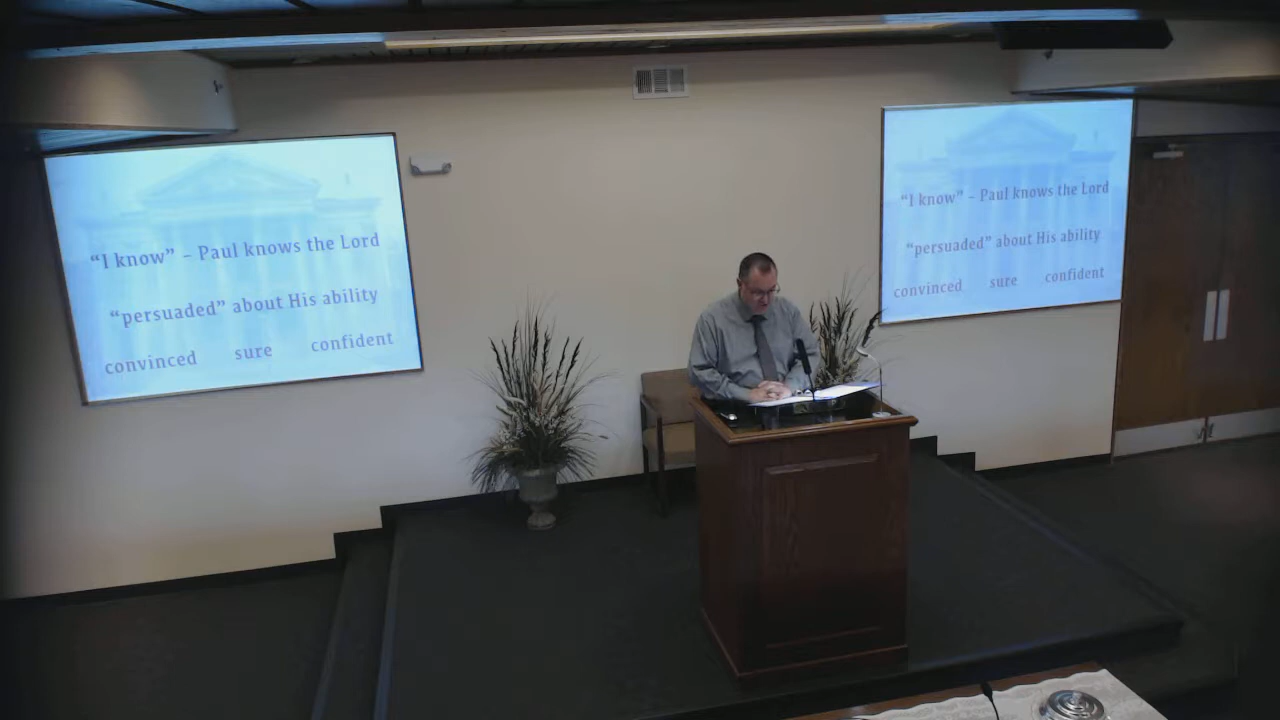 “I know” – Paul knows the Lord
“persuaded” about His ability
convinced sure confident
“I know” – Paul knows the Lord
“persuaded” about His ability
convinced sure confident